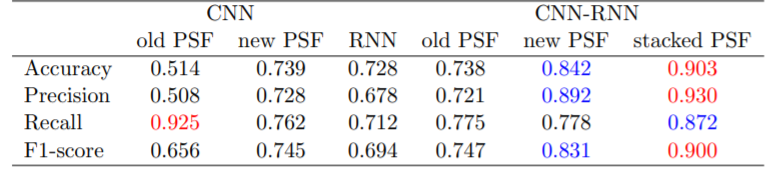 CNN CNN-RNN
old PSF new PSF RNN old PSF new PSF stacked PSF
Accuracy 0.514 0.739 0.728 0.738 0.842 0.903
Precision 0.508 0.728 0.678 0.721 0.892 0.930
Recall 0.925 0.762 0.712 0.775 0.778 0.872
F1-score 0.656 0.745 0.694 0.747 0.831 0.900